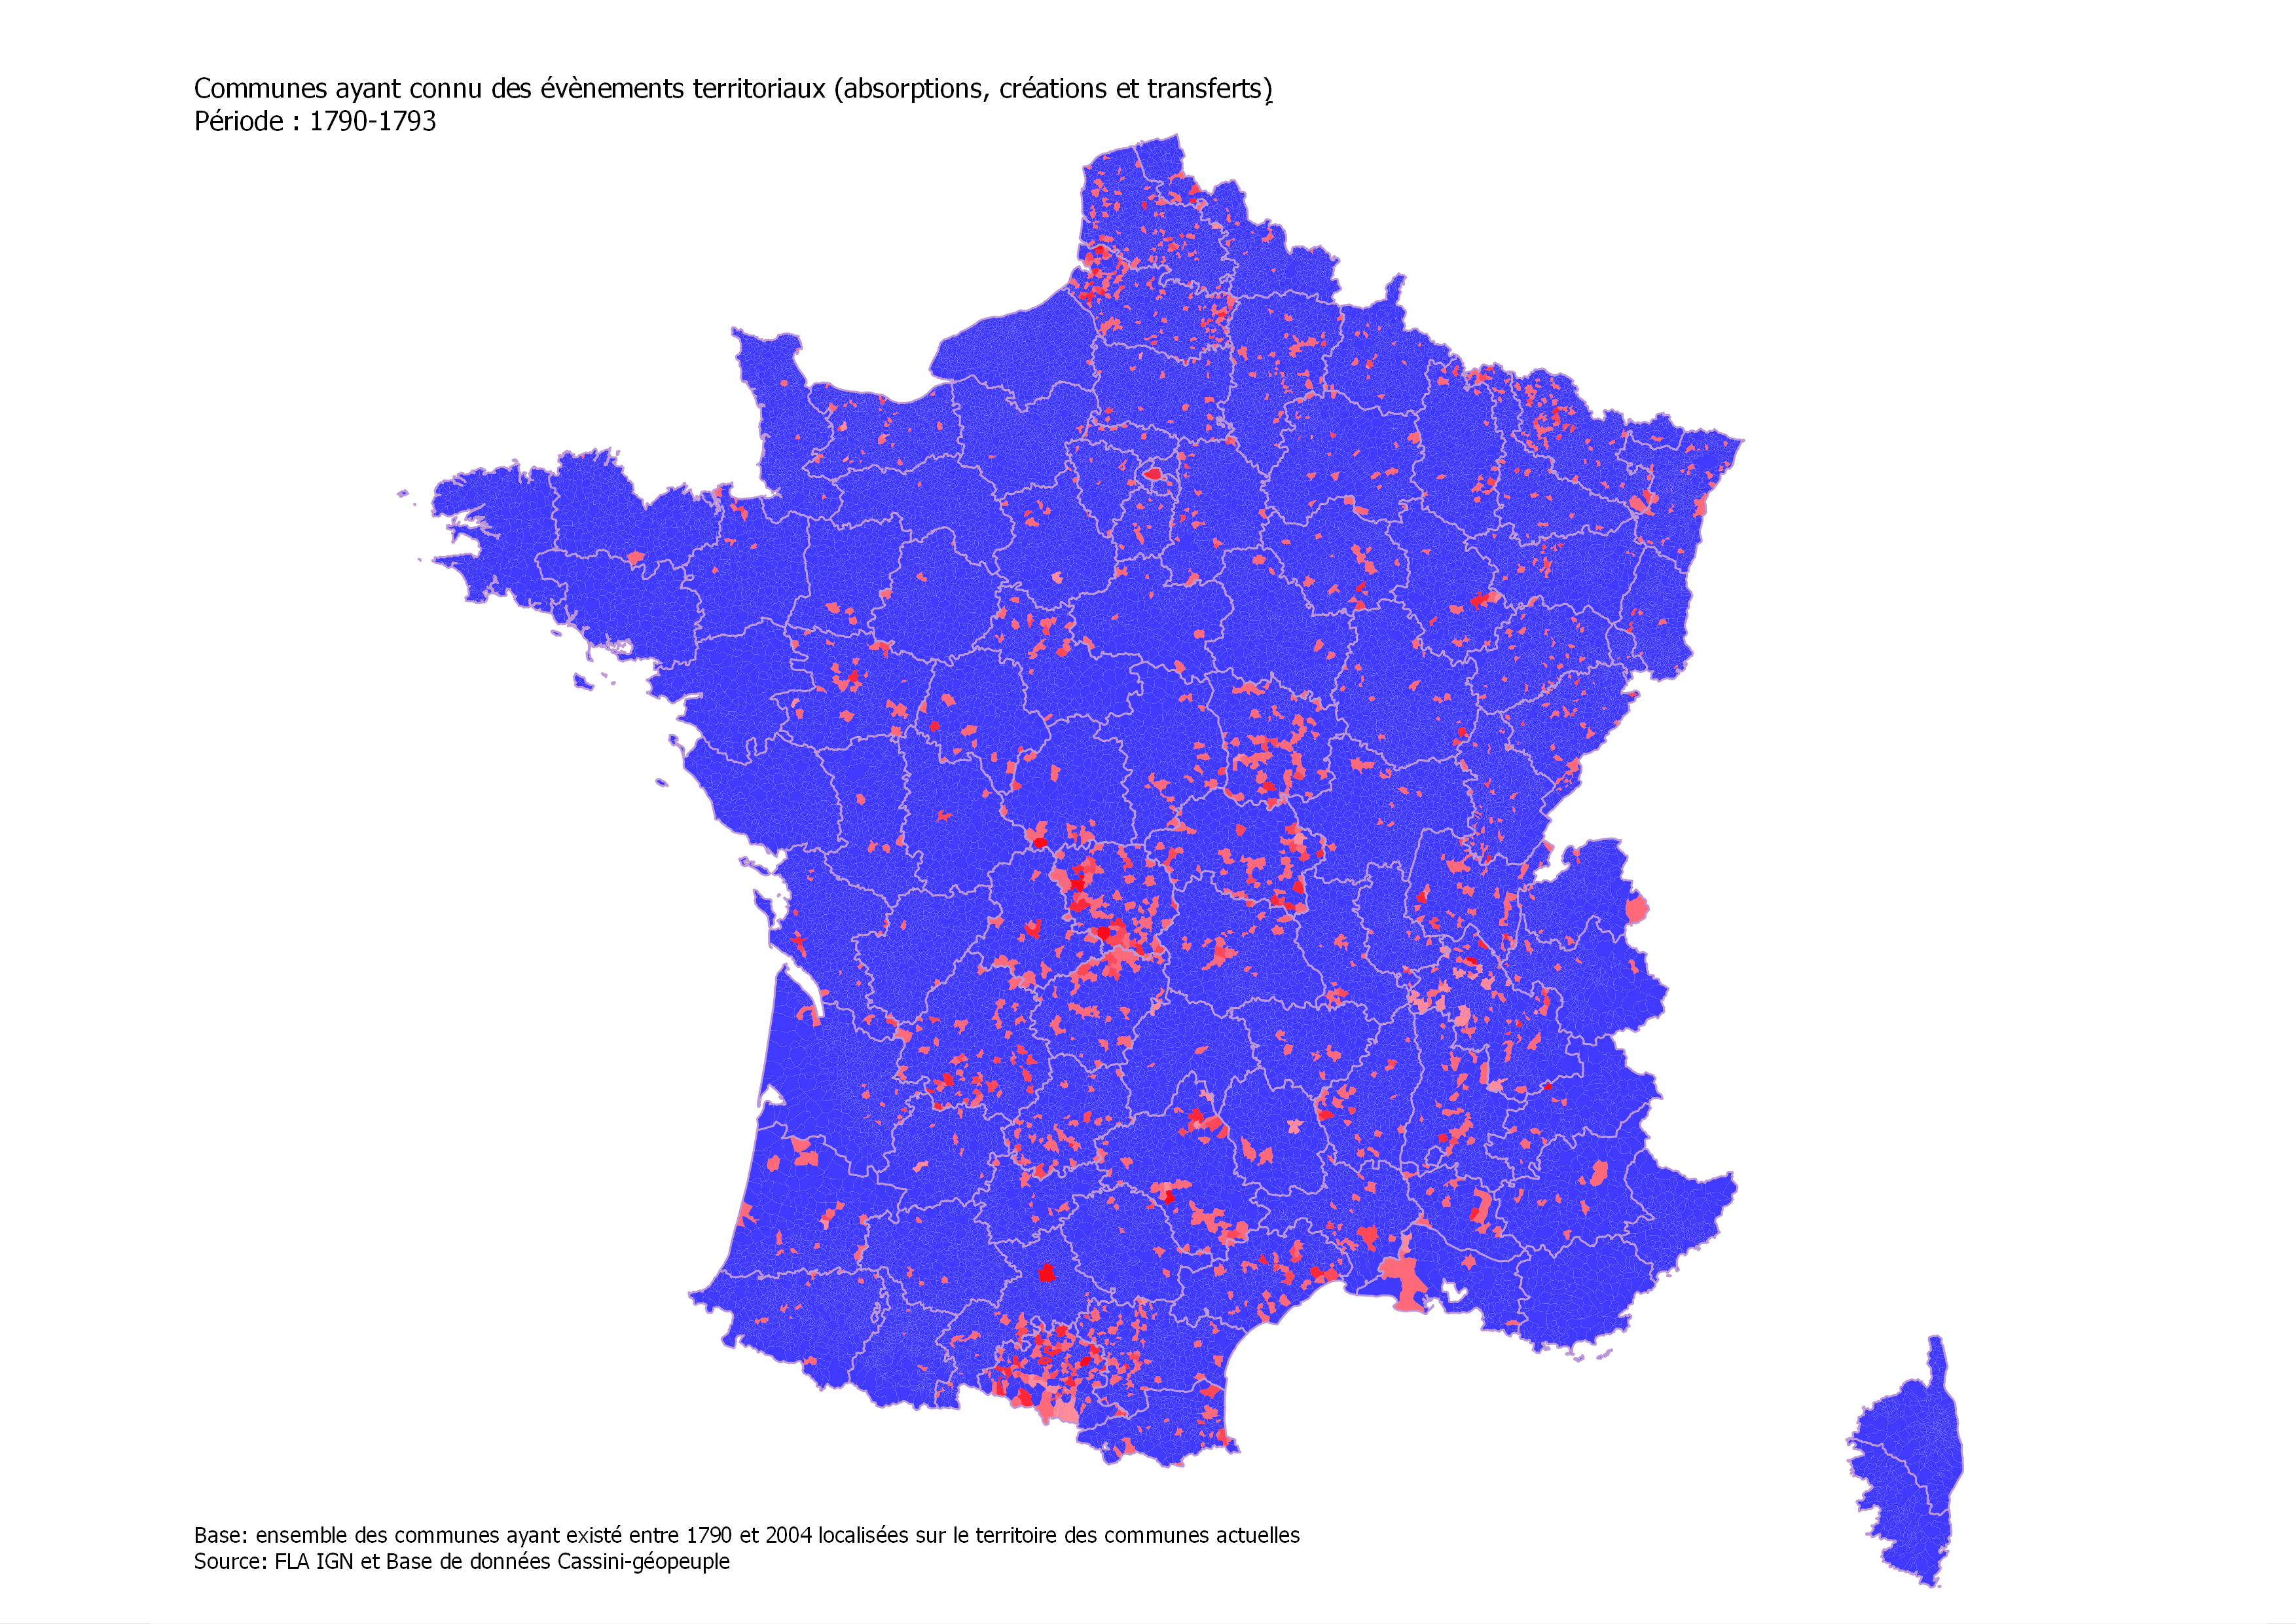 Communes ayant connu des évènements territoriaux (absorptions, créations et transferts)
Période : 1790-1793
Base: ensemble des communes ayant existé entre 1790 et 2004 localisées sur le territoire des communes actuelles
Source: FLA IGN et Base de données Cassini-géopeuple